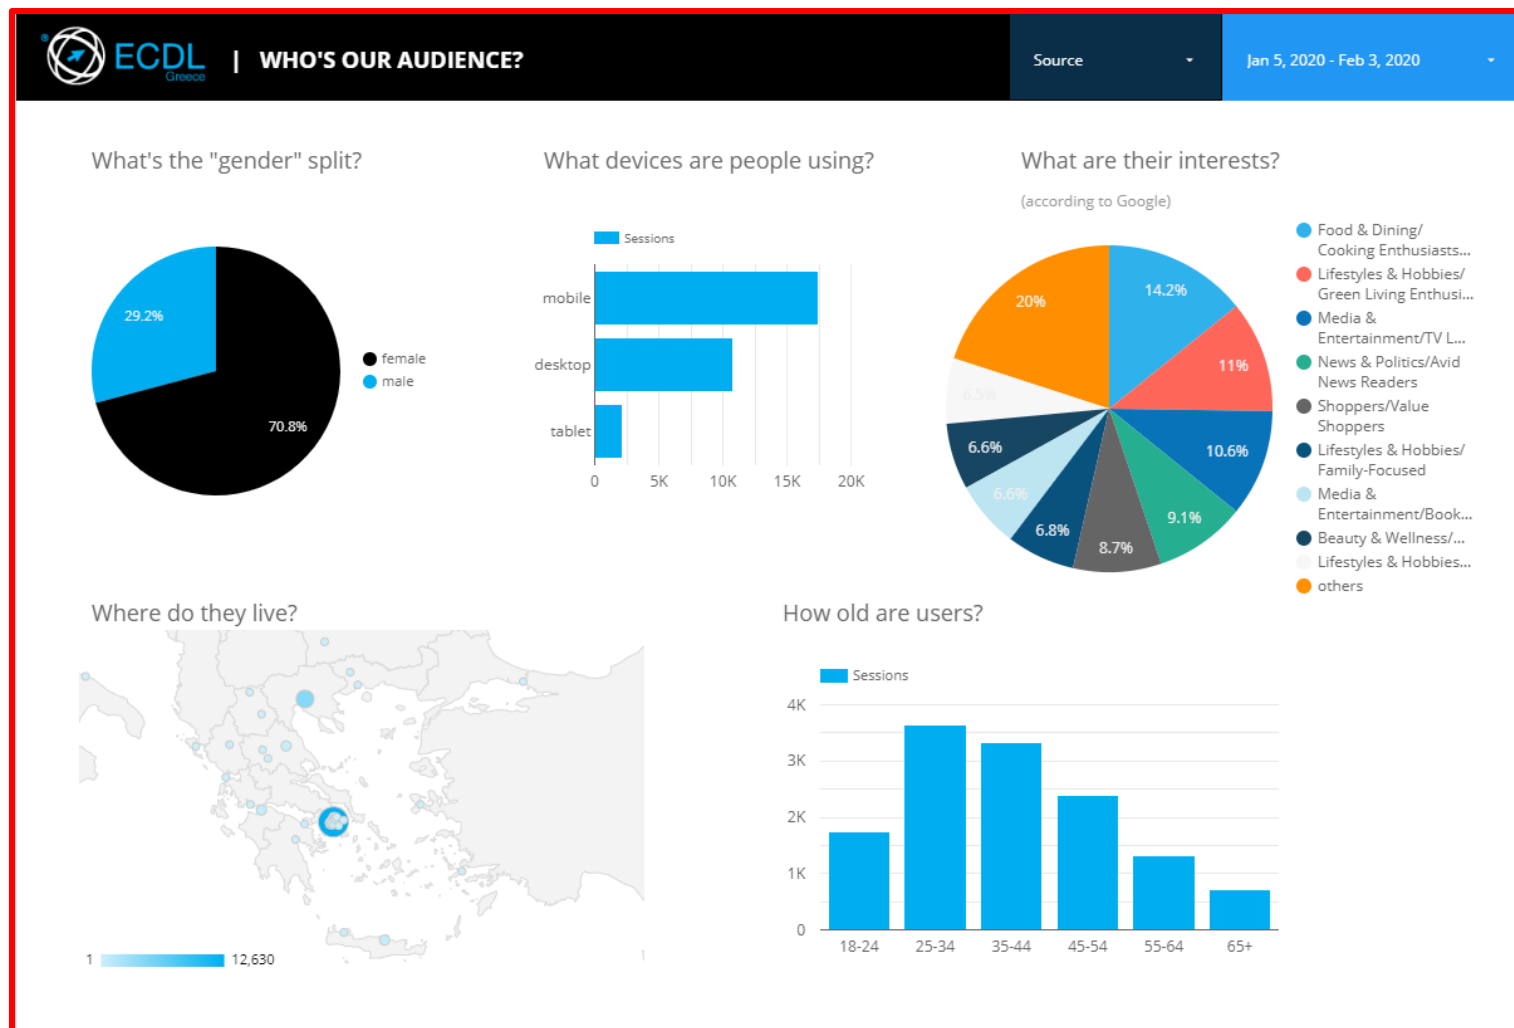 ® ECDL
Greece
| WHO'S OUR AUDIENCE?
Source
Jan 5, 2020 - Feb 3, 2020
What's the "gender" split?
29.2%
70.8%
female
male
What devices are people using?
Sessions
mobile
desktop
tablet
0 5K 10K 15K 20K
What are their interests?
(according to Google)
14.2%
11%
10.6%
9.1%
8.7%
6.8%
6.6%
6.6%
6.5%
20%
Food & Dining/
Cooking Enthusiasts...
Lifestyles & Hobbies/
Green Living Enthusi...
Media &
Entertainment/TV L...
News & Politics/Avid
News Readers
Shoppers/Value
Shoppers
Lifestyles & Hobbies/
Family-Focused
Media &
Entertainment/Book...
Beauty & Wellness/...
Lifestyles & Hobbies...
others
Where do they live?
1 12,630
How old are users?
Sessions
4K
3K
2K
1K
0
18-24 25-34 35-44 45-54 55-64 65+